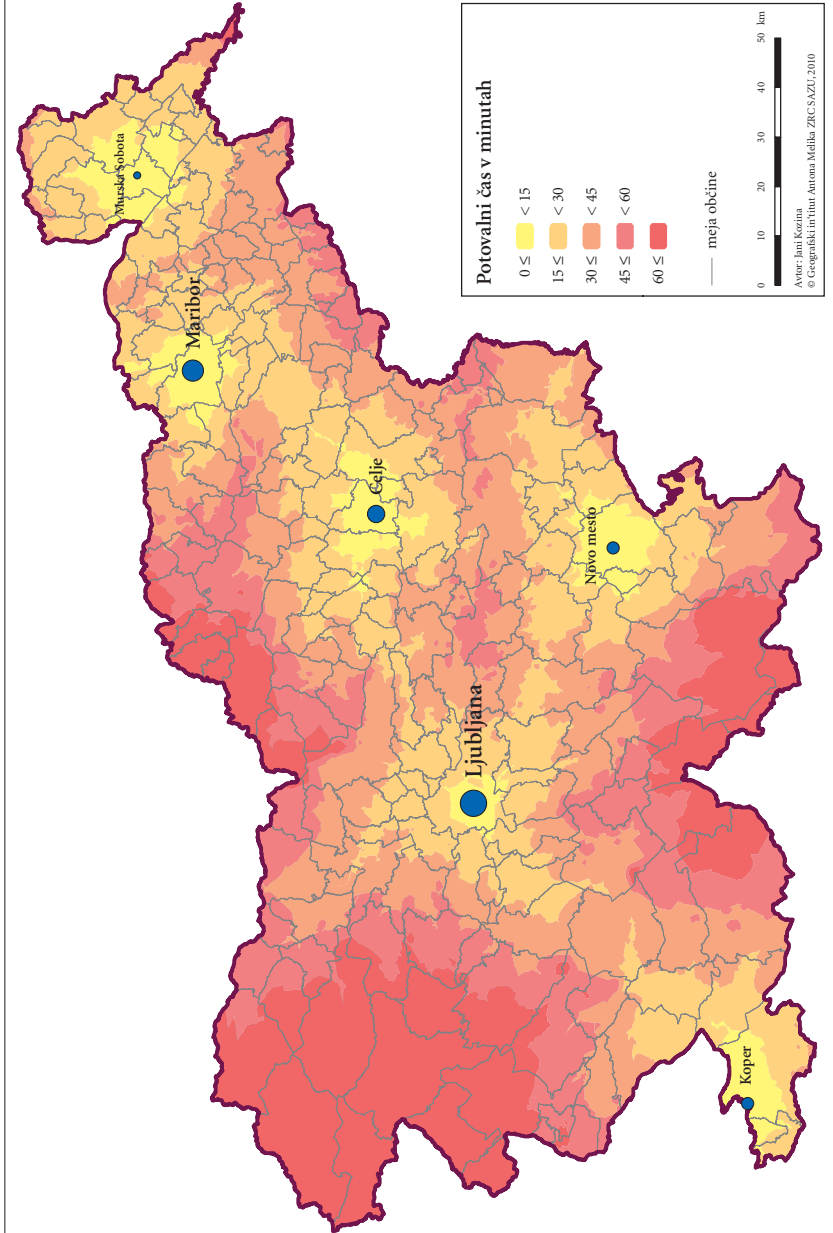 Murska Sobota
Maribor
Celje
Novo mesto
Ljubljana
Koper
Potovalni čas v minutah
0 ≤ < 15
15 ≤ < 30
30 ≤ < 45
45 ≤ < 60
60 ≤
meja občine
0 10 20 30 40 50 km
Avtor: Jani Kozina
© Geografski in'titut Antona Melika ZRC SAZU, 2010